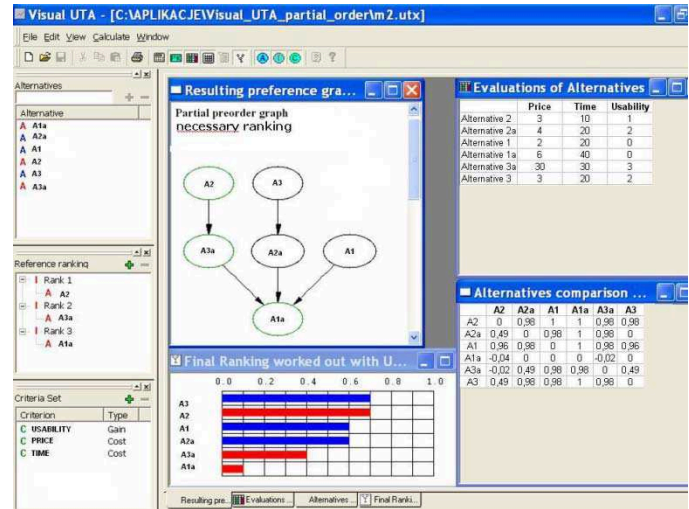 Visual UTA - [C:\APLIKACJE\Visual_UTA_partial_order\m2.utx]
File Edit View Calculate Window
Alternatives
Alternative
A A1a
A A2a
A A1
A A2
A A3
A A3a
Reference ranking
Rank 1
A A2
Rank 2
A A3a
Rank 3
A A1a
Criteria Set
Criterion Type
C USABILITY Gain
C PRICE Cost
C TIME Cost
Resulting preference gra...
Partial preorder graph
necessary ranking
A2 A3
A3a A2a A1
A1a
Final Ranking worked out with U...
0.0 0.2 0.4 0.6 0.8 1.0
A3
A2
A1
A2a
A3a
A1a
Evaluations of Alternatives
Price Time Usability
Alternative 2 3 10 1
Alternative 2a 4 20 2
Alternative 1 2 20 0
Alternative 1a 6 40 0
Alternative 3a 30 30 3
Alternative 3 3 20 2
Alternatives comparison ...
A2 A2a A1 A1a A3a A3
A2 0 0,98 1 1 0,98 0,98
A2a 0,49 0 0,98 1 0,98 0
A1 0,96 0,98 0 1 0,98 0,96
A1a -0,04 0 0 0 -0,02 0
A3a -0,02 0,49 0,98 0,98 0 0,49
A3 0,49 0,98 0,98 1 0,98 0
Resulting pre... Evaluations ... Alternatives ... Final Ranki...